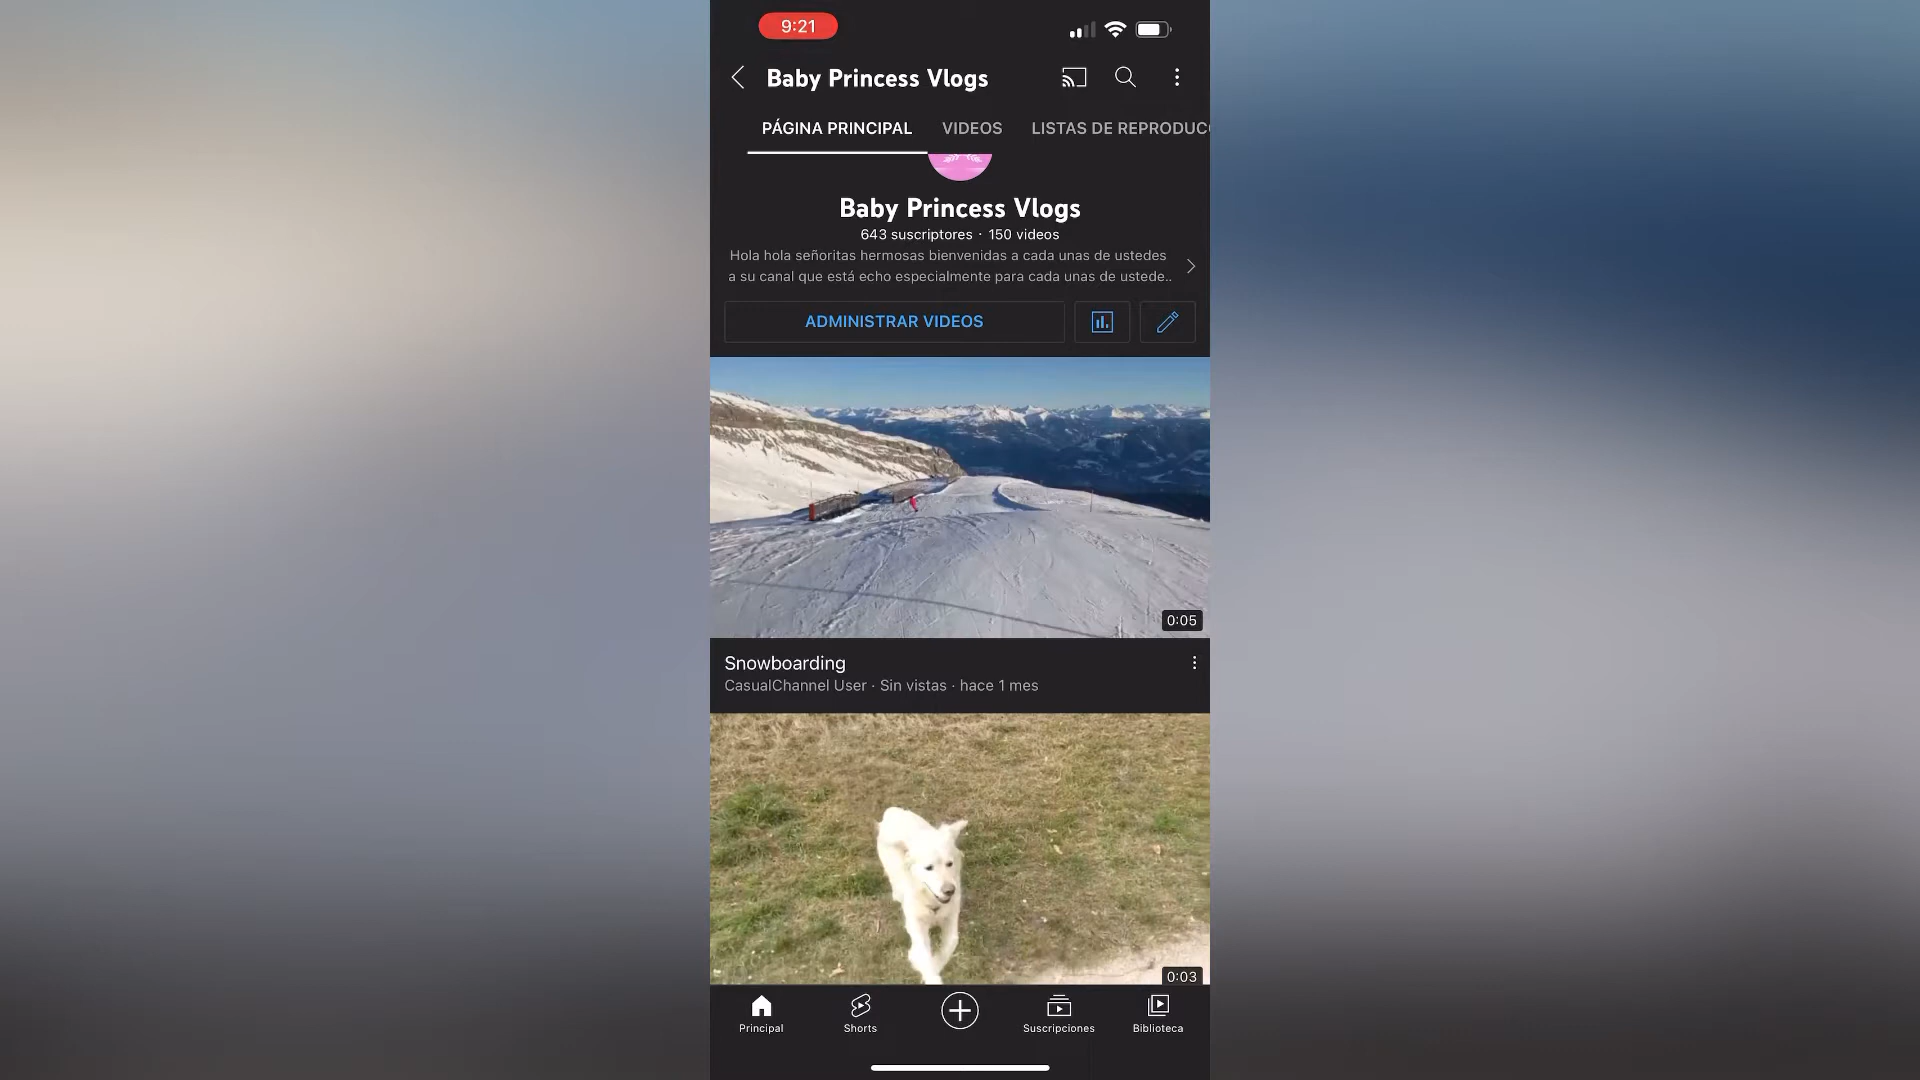 9:21
Baby Princess Vlogs
PÁGINA PRINCIPAL VIDEOS LISTAS DE REPRODUC
Baby Princess Vlogs
643 suscriptores · 150 videos
Hola hola señoritas hermosas bienvenidas a cada unas de ustedes
a su canal que está echo especialmente para cada unas de ustede..
ADMINISTRAR VIDEOS
0:05
Snowboarding
CasualChannel User · Sin vistas · hace 1 mes
0:03
Principal Shorts Suscripciones Biblioteca